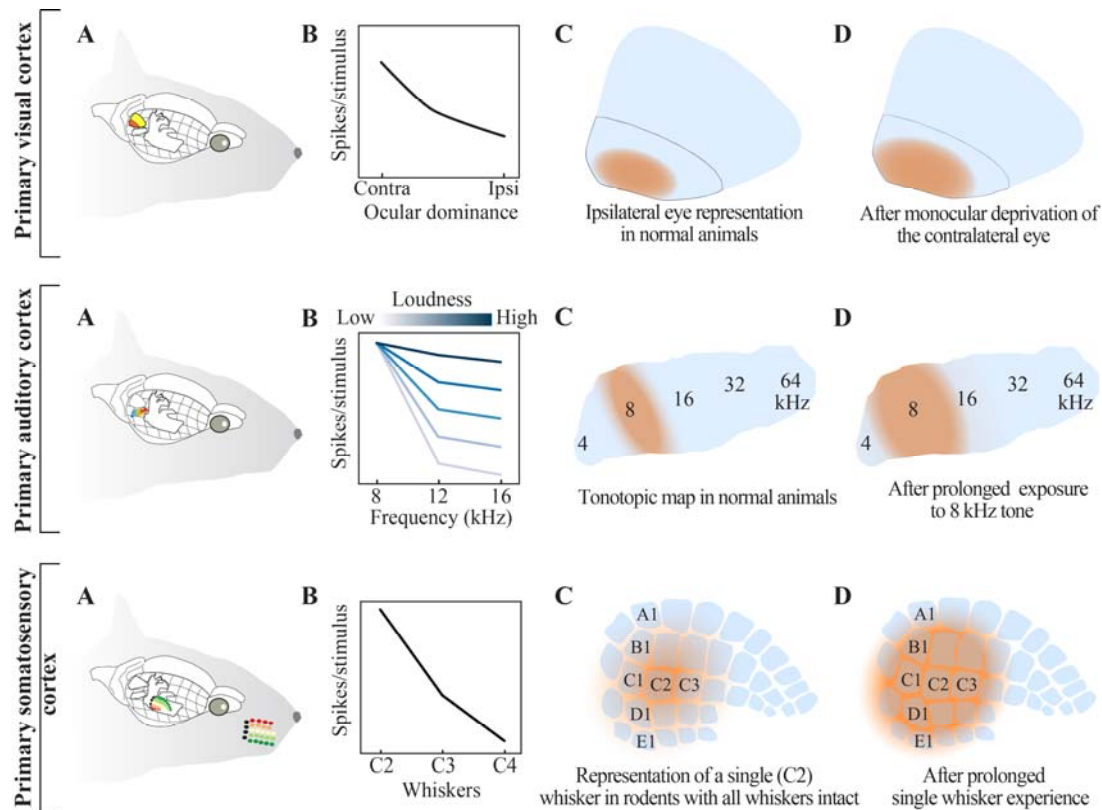 Primary visual cortex
A
B
Spikes/stimulus
Contra
Ipsi
Ocular dominance
C
Ipsilateral eye representation
in normal animals
D
After monocular deprivation of
the contralateral eye
Primary auditory cortex
A
B
Loudness
Low
High
Spikes/stimulus
8
12
16
Frequency (kHz)
C
4
8
16
32
64
kHz
Tonotopic map in normal animals
D
4
8
16
32
64
kHz
After prolonged exposure
to 8 kHz tone
Primary somatosensory
cortex
A
B
Spikes/stimulus
C2
C3
C4
Whiskers
C
A1
B1
C1 C2 C3
D1
E1
Representation of a single (C2)
whisker in rodents with all whiskers intact
D
A1
B1
C1 C2 C3
D1
E1
After prolonged
single whisker experience